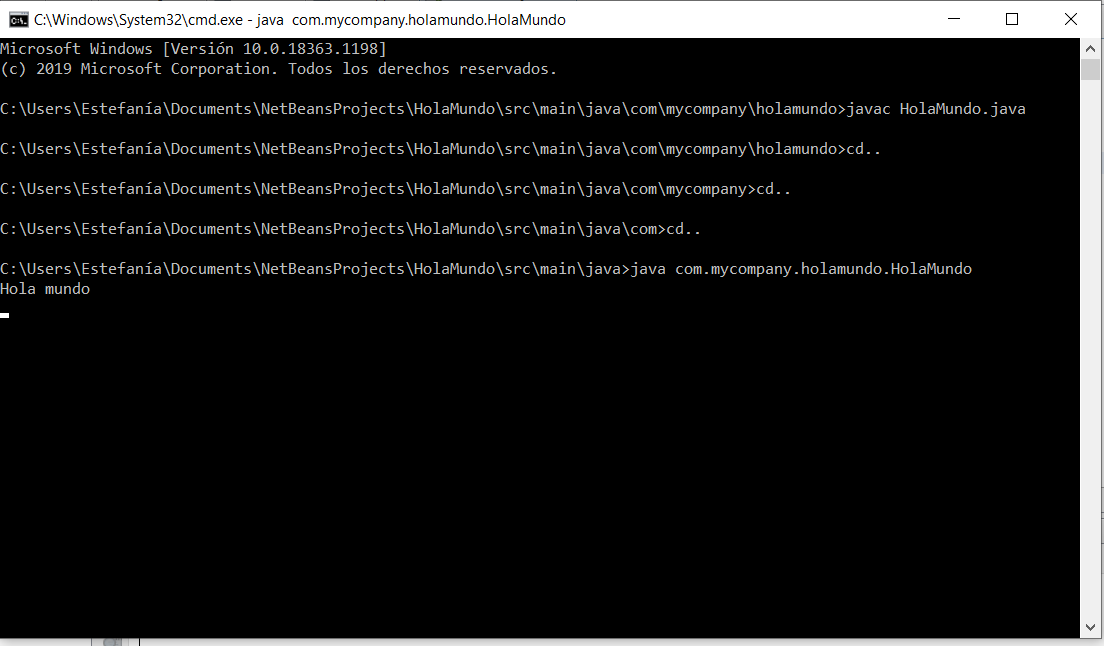 C:\Windows\System32\cmd.exe - java  com.mycompany.holamundo.HolaMundo
Microsoft Windows [Versión 10.0.18363.1198]
(c) 2019 Microsoft Corporation. Todos los derechos reservados.
C:\Users\Estefanía\Documents\NetBeansProjects\HolaMundo\src\main\java\com\mycompany\holamundo>javac HolaMundo.java
C:\Users\Estefanía\Documents\NetBeansProjects\HolaMundo\src\main\java\com\mycompany\holamundo>cd..
C:\Users\Estefanía\Documents\NetBeansProjects\HolaMundo\src\main\java\com\mycompany>cd..
C:\Users\Estefanía\Documents\NetBeansProjects\HolaMundo\src\main\java\com>cd..
C:\Users\Estefanía\Documents\NetBeansProjects\HolaMundo\src\main\java>java com.mycompany.holamundo.HolaMundo
Hola mundo